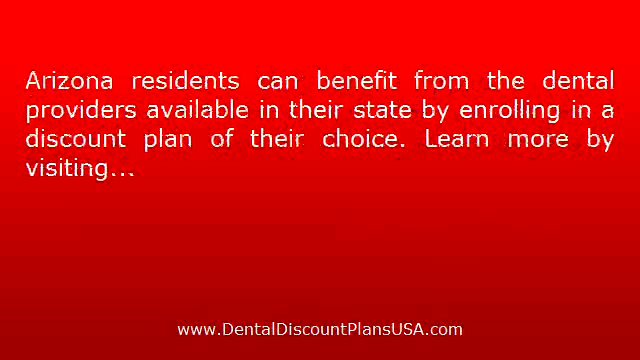 Arizona residents can benefit from the dental
providers available in their state by enrolling in a
discount plan of their choice. Learn more by
visiting...
www.DentalDiscountPlansUSA.com